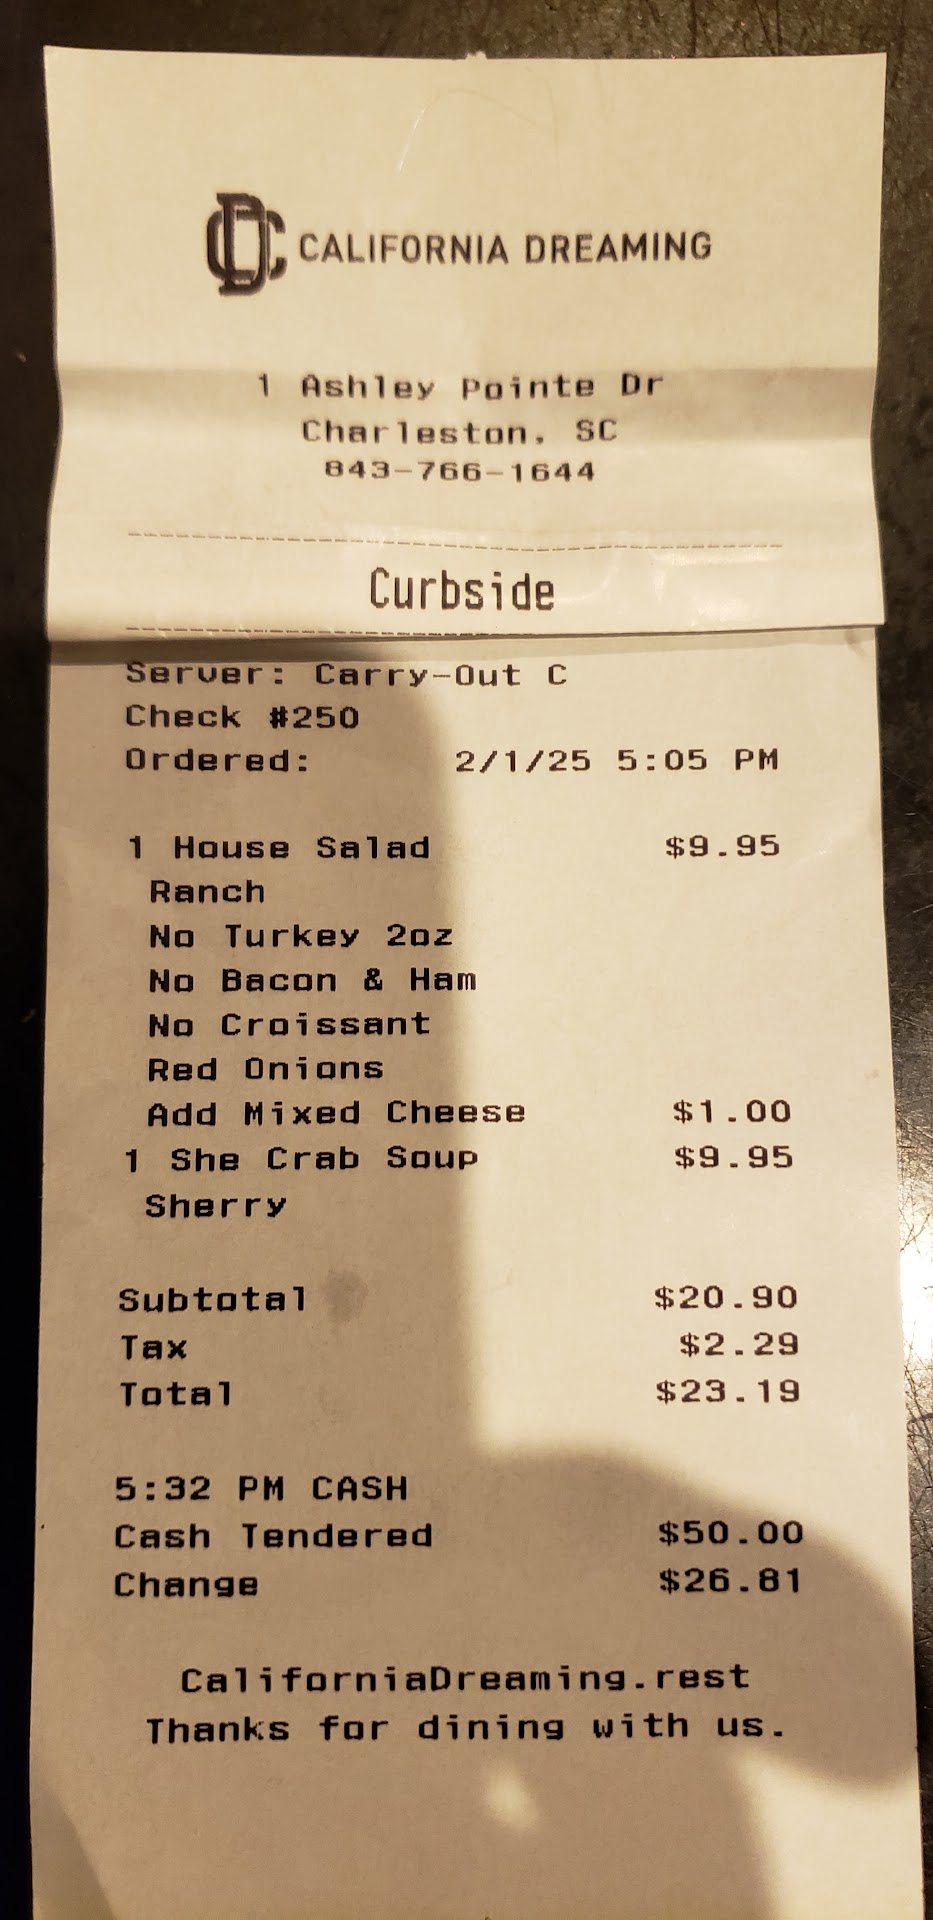 DC CALIFORNIA DREAMING
1 Ashley Pointe Dr
Charleston, SC
843-766-1644
Curbside
Server: Carry-Out C
Check #250
Ordered: 2/1/25 5:05 PM
1 House Salad $9.95
Ranch
No Turkey 2oz
No Bacon & Ham
No Croissant
Red Onions
Add Mixed Cheese $1.00
1 She Crab Soup $9.95
Sherry
Subtotal $20.90
Tax $2.29
Total $23.19
5:32 PM CASH
Cash Tendered $50.00
Change $26.81
CaliforniaDreaming.rest
Thanks for dining with us.